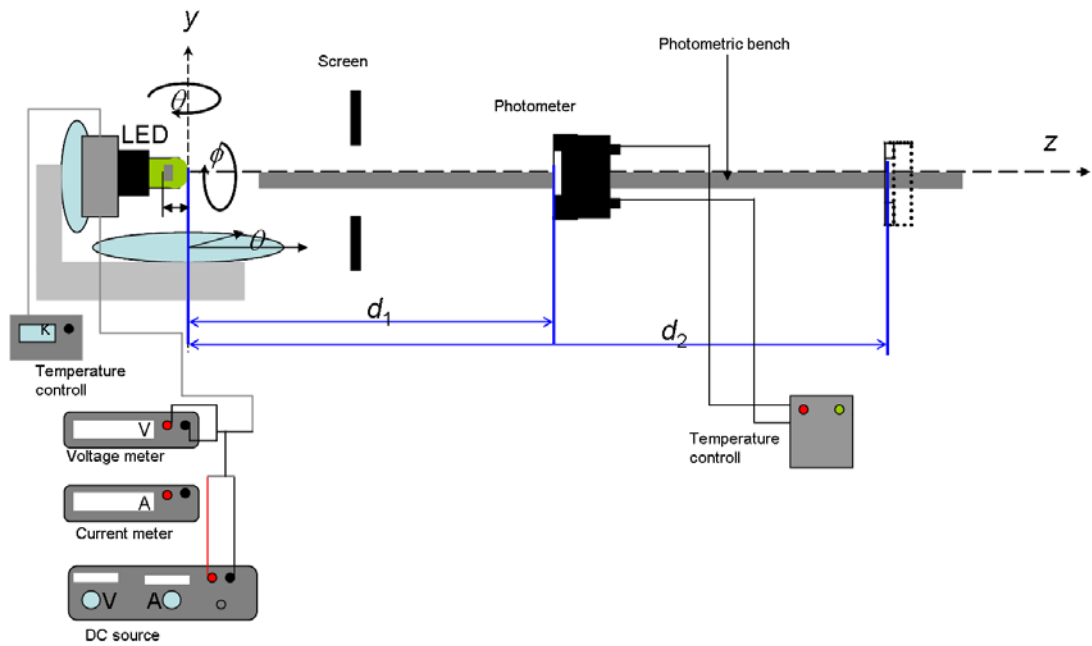 y
Photometric bench
Screen
Photometer
θ
LED
ϕ
z
θ
d1
d2
K
Temperature
controll
V
Voltage meter
Temperature
controll
A
Current meter
V A
DC source